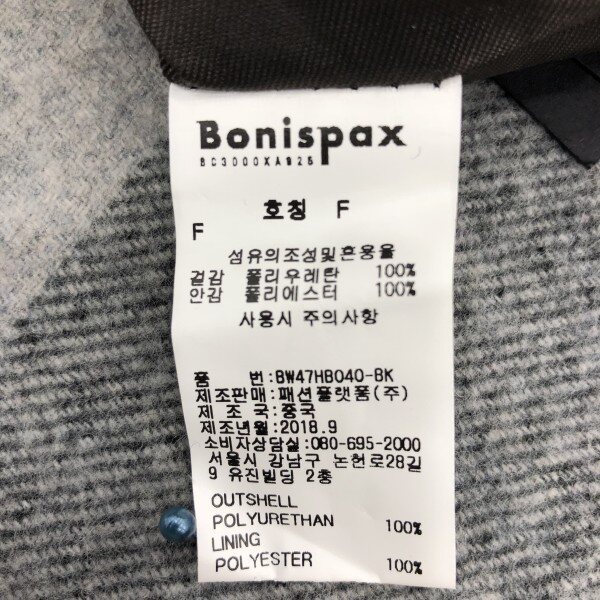 Bonispax
BC3000XA925
호칭 F
F
섬유의조성및혼용율
겉감 폴리우레탄 100%
안감 폴리에스터 100%
사용시 주의사항
품 번:BW47HB040-BK
제조판매:패션플랫폼(주)
제 조 국:중국
제조년월:2018.9
소비자상담실:080-695-2000
서울시 강남구 논현로28길
9 유진빌딩 2층
OUTSHELL
POLYURETHAN 100%
LINING
POLYESTER 100%